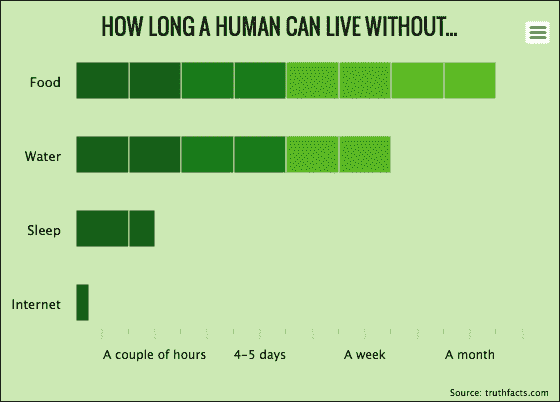 HOW LONG A HUMAN CAN LIVE WITHOUT...
Food
Water
Sleep
Internet
A couple of hours 4-5 days A week A month
Source: truthfacts.com